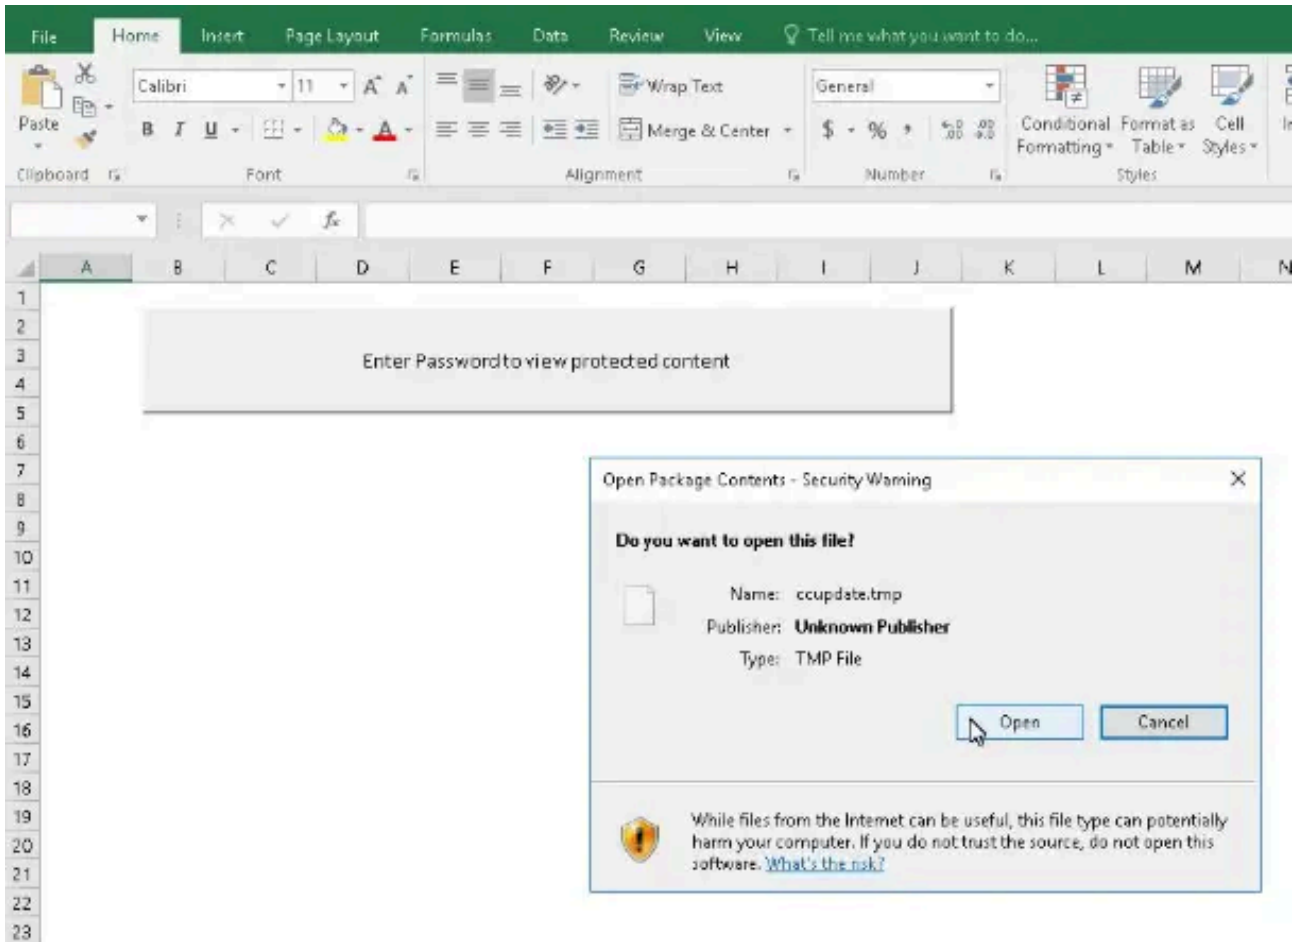 File Home Insert Page Layout Formulas Data Review View Tell me what you want to do...
Calibri 11 Wrap Text General
Paste B I U Merge & Center $ % Conditional Formatting Format as Table Cell Styles
Clipboard Font Alignment Number Styles
fx
A B C D E F G H I J K L M N
1
2
3
4
5
6
7
8
9
10
11
12
13
14
15
16
17
18
19
20
21
22
23
Enter Password to view protected content
Open Package Contents - Security Warning
Do you want to open this file?
Name: ccupdate.tmp
Publisher: Unknown Publisher
Type: TMP File
Open Cancel
While files from the Internet can be useful, this file type can potentially
harm your computer. If you do not trust the source, do not open this
software. What's the risk?